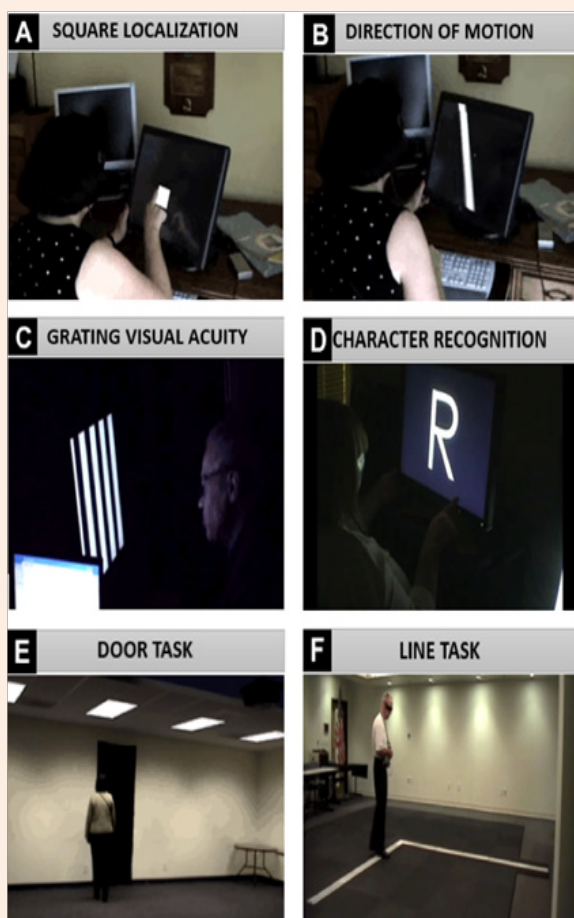 A SQUARE LOCALIZATION
B DIRECTION OF MOTION
C GRATING VISUAL ACUITY
D CHARACTER RECOGNITION
R
E DOOR TASK
F LINE TASK